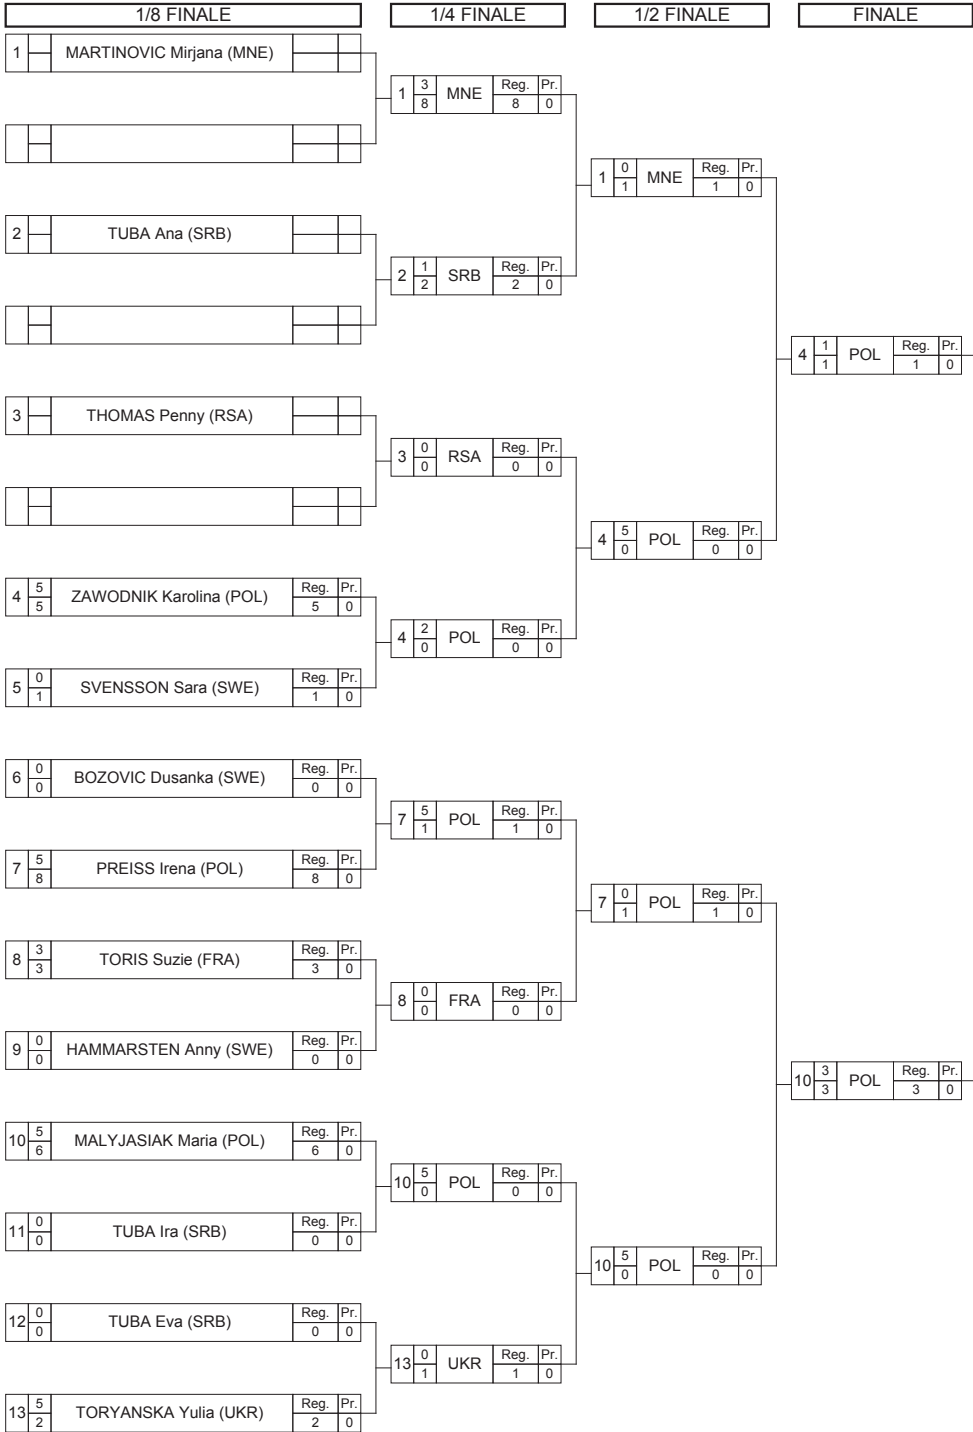 1/8 FINALE 1/4 FINALE 1/2 FINALE FINALE
1 MARTINOVIC Mirjana (MNE)
1 3 8 MNE Reg. Pr. 8 0
1 0 1 MNE Reg. Pr. 1 0
2 TUBA Ana (SRB)
2 1 2 SRB Reg. Pr. 2 0
4 1 1 POL Reg. Pr. 1 0
3 THOMAS Penny (RSA)
3 0 0 RSA Reg. Pr. 0 0
4 5 0 POL Reg. Pr. 0 0
4 5 5 ZAWODNIK Karolina (POL) Reg. Pr. 5 0
4 2 0 POL Reg. Pr. 0 0
5 0 1 SVENSSON Sara (SWE) Reg. Pr. 1 0
6 0 0 BOZOVIC Dusanka (SWE) Reg. Pr. 0 0
7 5 1 POL Reg. Pr. 1 0
7 5 8 PREISS Irena (POL) Reg. Pr. 8 0
7 0 1 POL Reg. Pr. 1 0
8 3 3 TORIS Suzie (FRA) Reg. Pr. 3 0
8 0 0 FRA Reg. Pr. 0 0
9 0 0 HAMMARSTEN Anny (SWE) Reg. Pr. 0 0
10 3 3 POL Reg. Pr. 3 0
10 5 6 MALYJASIAK Maria (POL) Reg. Pr. 6 0
10 5 0 POL Reg. Pr. 0 0
11 0 0 TUBA Ira (SRB) Reg. Pr. 0 0
10 5 0 POL Reg. Pr. 0 0
12 0 0 TUBA Eva (SRB) Reg. Pr. 0 0
13 0 1 UKR Reg. Pr. 1 0
13 5 2 TORYANSKA Yulia (UKR) Reg. Pr. 2 0